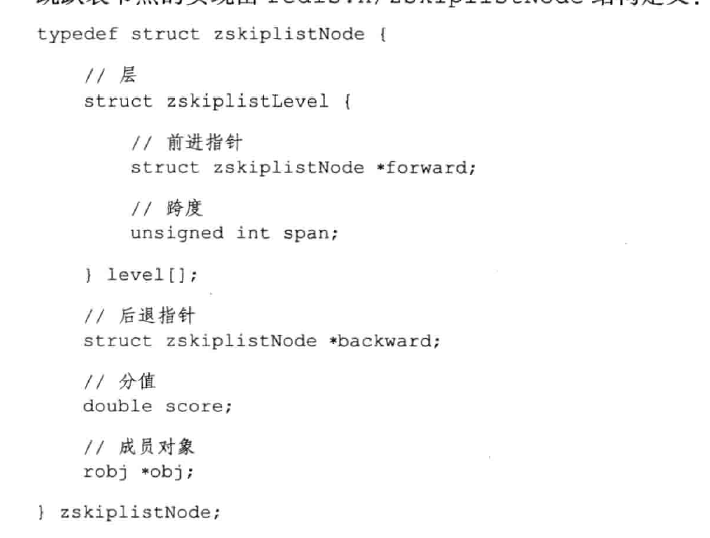 typedef struct zskiplistNode {
// 层
struct zskiplistLevel {
// 前进指针
struct zskiplistNode *forward;
// 跨度
unsigned int span;
} level[];
// 后退指针
struct zskiplistNode *backward;
// 分值
double score;
// 成员对象
robj *obj;
} zskiplistNode;